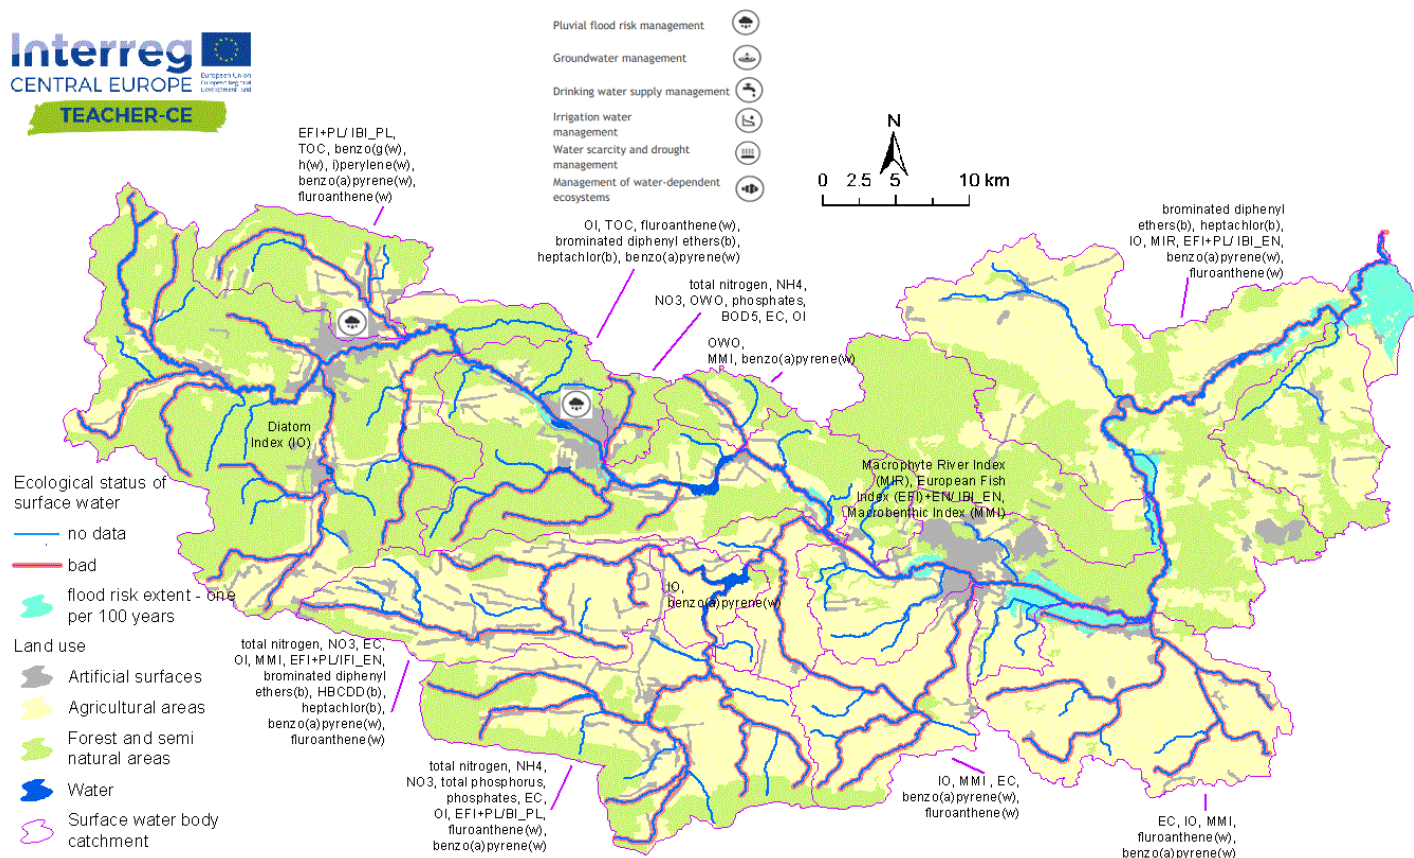 Interreg
CENTRAL EUROPE
European Union
European Regional
Development Fund
TEACHER-CE
Pluvial flood risk management
Groundwater management
Drinking water supply management
Irrigation water
management
Water scarcity and drought
management
Management of water-dependent
ecosystems
N
0 2.5 5 10 km
EFI+PL/ IBI_PL,
TOC, benzo(g(w),
h(w), i)perylene(w),
benzo(a)pyrene(w),
fluroanthene(w)
OI, TOC, fluroanthene(w),
brominated diphenyl ethers(b),
heptachlor(b), benzo(a)pyrene(w)
total nitrogen, NH4,
NO3, OWO, phosphates,
BOD5, EC, OI
OWO,
MMI, benzo(a)pyrene(w)
brominated diphenyl
ethers(b), heptachlor(b),
IO, MIR, EFI+PL/ IBI_EN,
benzo(a)pyrene(w),
fluroanthene(w)
Diatom
Index (IO)
Macrophyte River Index
(MIR), European Fish
Index (EFI)+EN/ IBI_EN,
Macrobenthic Index (MMI)
IO,
benzo(a)pyrene(w)
Ecological status of
surface water
no data
bad
flood risk extent - one
per 100 years
Land use
Artificial surfaces
Agricultural areas
Forest and semi
natural areas
Water
Surface water body
catchment
total nitrogen, NO3, EC,
OI, MMI, EFI+PL/IFI_EN,
brominated diphenyl
ethers(b), HBCDD(b),
heptachlor(b),
benzo(a)pyrene(w),
fluroanthene(w)
total nitrogen, NH4,
NO3, total phosphorus,
phosphates, EC,
OI, EFI+PL/BI_PL,
fluroanthene(w),
benzo(a)pyrene(w)
IO, MMI , EC,
benzo(a)pyrene(w),
fluroanthene(w)
EC, IO, MMI,
fluroanthene(w),
benzo(a)pyrene(w)